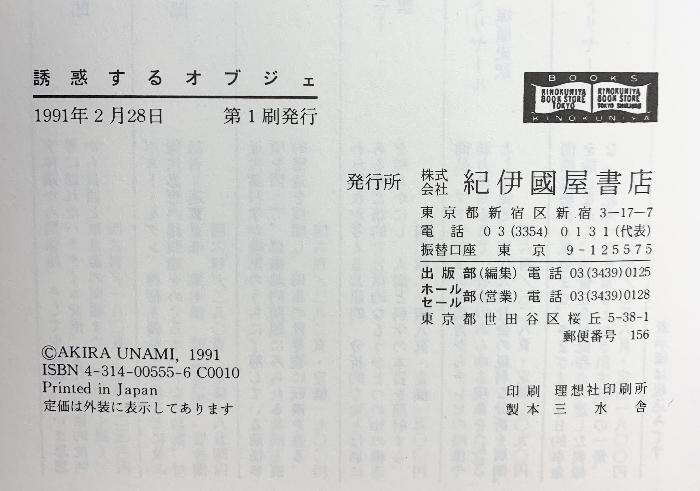 誘惑するオブジェ
1991年2月28日 第1刷発行
BOOKS
KINOKUNIYA BOOK STORE TOKYO
KINOKUNIYA BOOK STORE
KINOKUNIYA
発行所 株式会社 紀伊國屋書店
東京都新宿区新宿3-17-7
電話 03(3354)0131(代表)
振替口座 東京 9-125575
出版部(編集) 電話 03(3439)0125
ホールセール部(営業) 電話 03(3439)0128
東京都世田谷区桜丘5-38-1
郵便番号 156
©AKIRA UNAMI, 1991
ISBN 4-314-00555-6 C0010
Printed in Japan
定価は外装に表示してあります
印刷 理想社印刷所
製本 三水舎